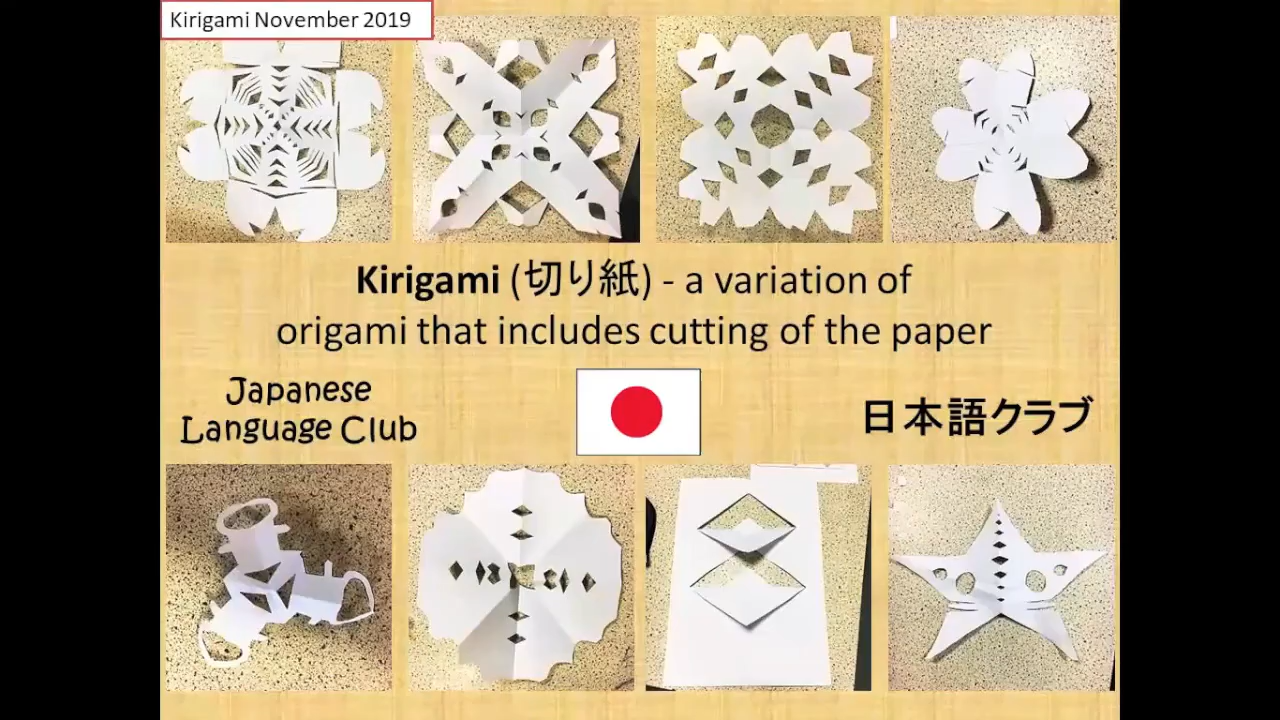 Kirigami November 2019
Kirigami (切り紙) - a variation of
origami that includes cutting of the paper
Japanese
Language Club
日本語クラブ